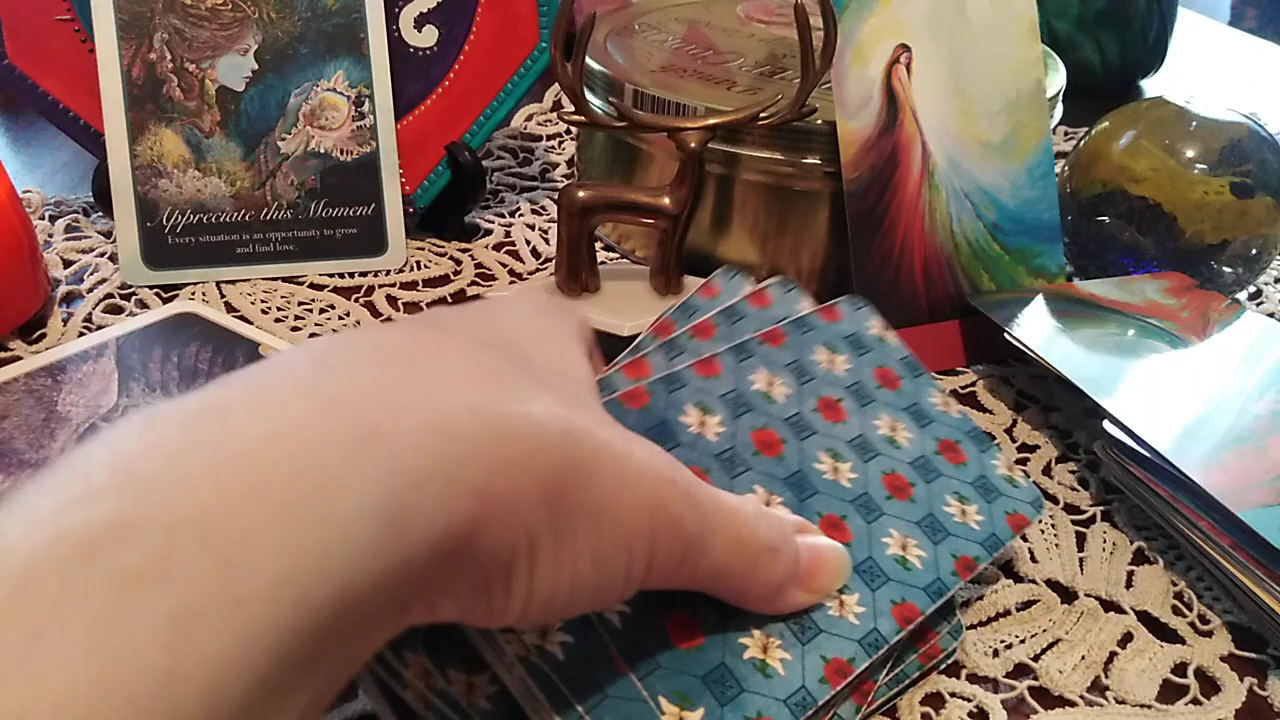 Appreciate this Moment
Every situation is an opportunity to grow
and find love.